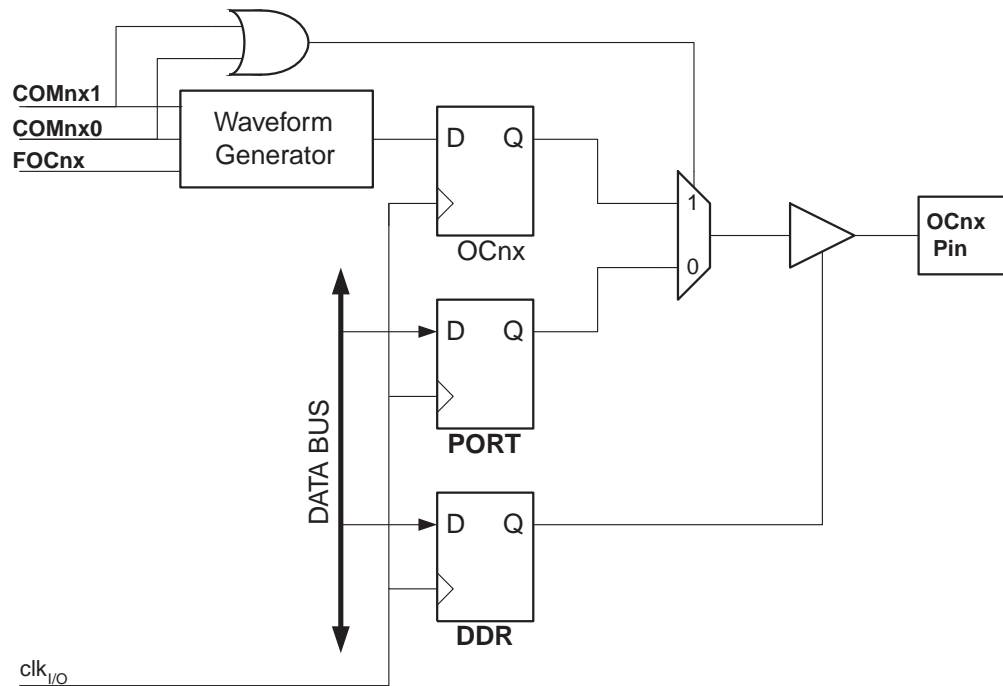 COMnx1
COMnx0
FOCnx
Waveform
Generator
D Q
OCnx
1
0
OCnx
Pin
D Q
PORT
DATA BUS
D Q
DDR
clkI/O